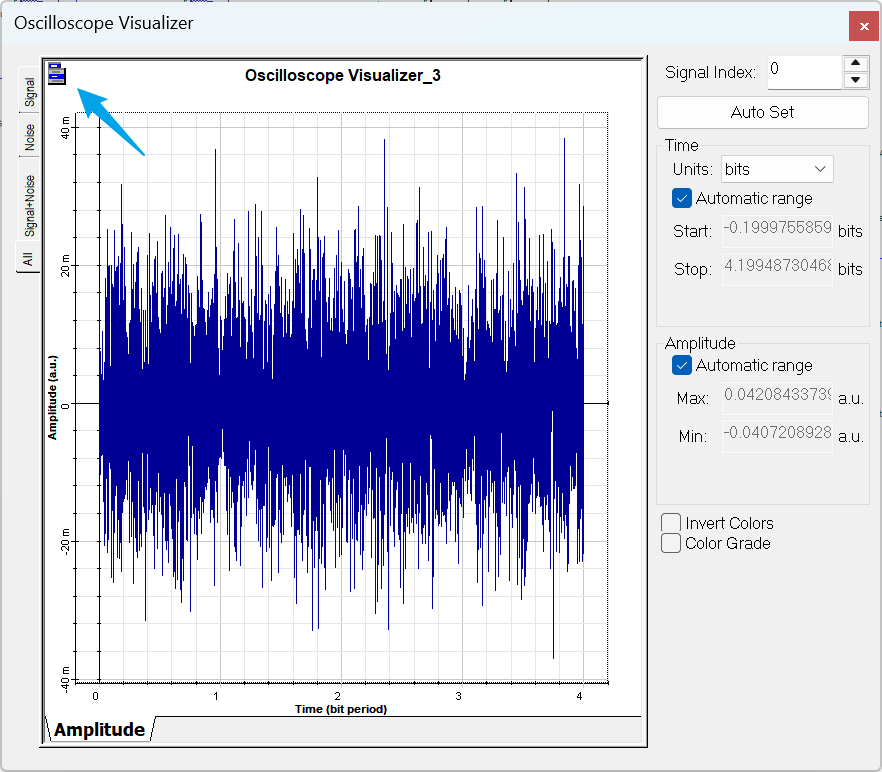 Oscilloscope Visualizer
Oscilloscope Visualizer_3
Signal
Noise
Signal+Noise
All
Amplitude (a.u.)
40 m
20 m
0
-20 m
-40 m
0 1 2 3 4
Time (bit period)
Amplitude
Signal Index: 0
Auto Set
Time
Units: bits
Automatic range
Start: -0.1999755859 bits
Stop: 4.1994873046 bits
Amplitude
Automatic range
Max: 0.0420843373 a.u.
Min: -0.0407208928 a.u.
Invert Colors
Color Grade